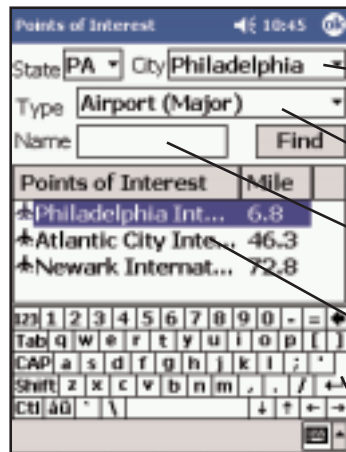 Points of Interest 10:45 ok
State PA City Philadelphia
Type Airport (Major)
Name Find
Points of Interest Mile
Philadelphia Int... 6.8
Atlantic City Inte... 46.3
Newark Internat... 72.8
123 1 2 3 4 5 6 7 8 9 0 - =
Tab q w e r t y u i o p [ ]
CAP a s d f g h j k l ; '
Shift z x c v b n m , . /
Ctl áü ` \